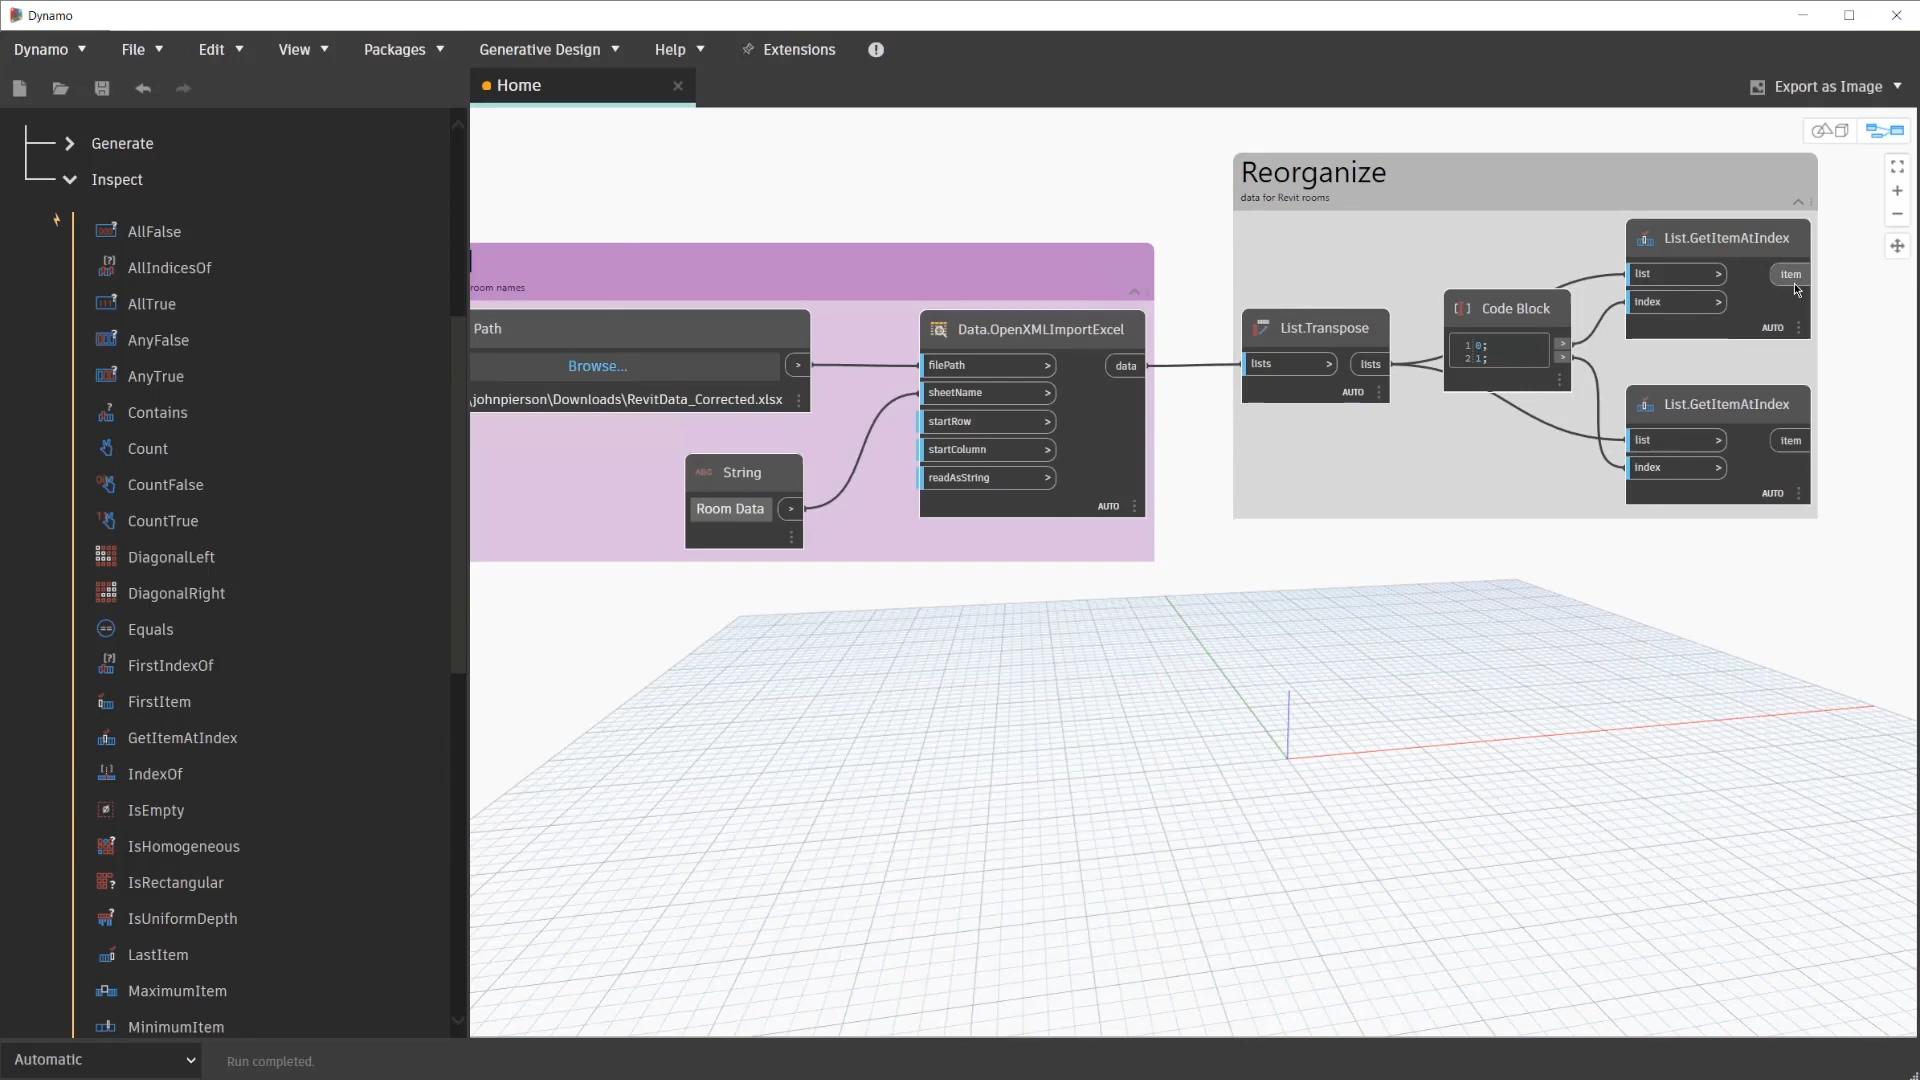 Dynamo
Dynamo File Edit View Packages Generative Design Help Extensions
Home
Export as Image
Generate
Inspect
AllFalse
AllIndicesOf
AllTrue
AnyFalse
AnyTrue
Contains
Count
CountFalse
CountTrue
DiagonalLeft
DiagonalRight
Equals
FirstIndexOf
FirstItem
GetItemAtIndex
IndexOf
IsEmpty
IsHomogeneous
IsRectangular
IsUniformDepth
LastItem
MaximumItem
MinimumItem
room names
Path
Browse...
\johnpierson\Downloads\RevitData_Corrected.xlsx
String
Room Data >
Data.OpenXMLImportExcel
filePath > data
sheetName >
startRow >
startColumn >
readAsString >
AUTO
Reorganize
data for Revit rooms
List.Transpose
lists > lists
AUTO
Code Block
1 0; >
2 1; >
List.GetItemAtIndex
list > item
index >
AUTO
List.GetItemAtIndex
list > item
index >
AUTO
Automatic
Run completed.